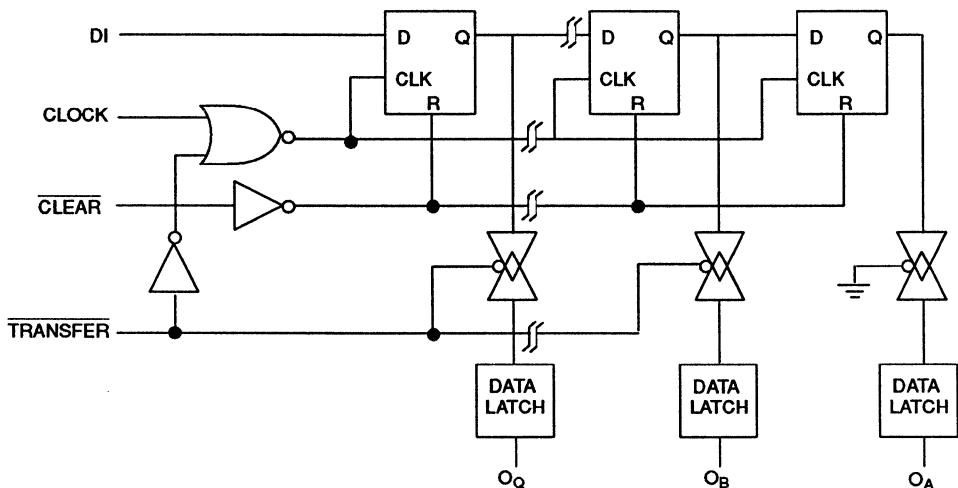 DI
D Q
CLK
R
D Q
CLK
R
D Q
CLK
R
CLOCK
CLEAR
TRANSFER
DATA
LATCH
DATA
LATCH
DATA
LATCH
OQ
OB
OA